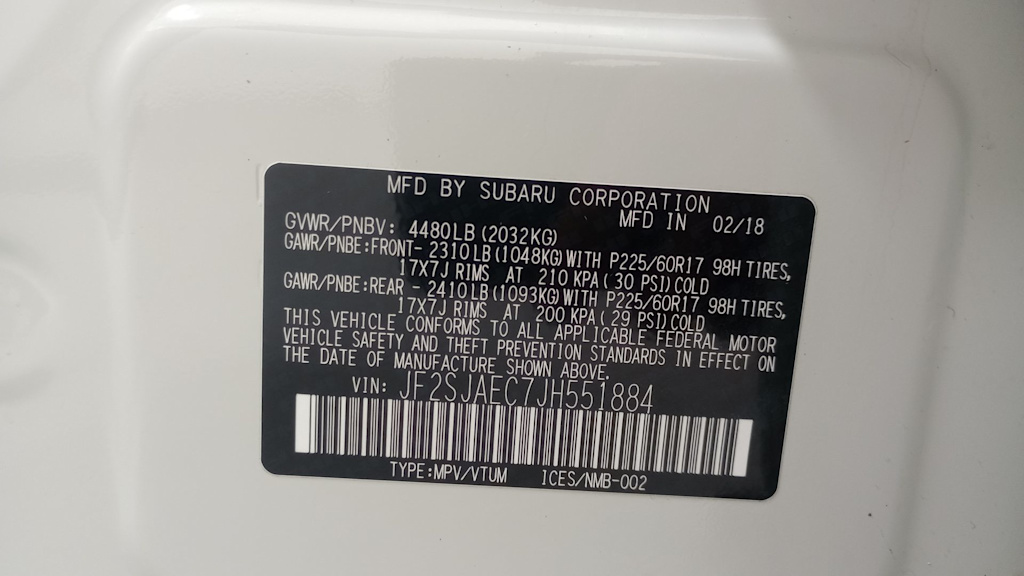 MFD BY SUBARU CORPORATION
MFD IN 02/18
GVWR/PNBV: 4480LB(2032KG)
GAWR/PNBE:FRONT- 2310LB(1048KG)WITH P225/60R17 98H TIRES,
17X7J RIMS AT 210 KPA(30 PSI)COLD
GAWR/PNBE:REAR - 2410LB(1093KG)WITH P225/60R17 98H TIRES,
17X7J RIMS AT 200 KPA(29 PSI)COLD
THIS VEHICLE CONFORMS TO ALL APPLICABLE FEDERAL MOTOR
VEHICLE SAFETY AND THEFT PREVENTION STANDARDS IN EFFECT ON
THE DATE OF MANUFACTURE SHOWN ABOVE.
VIN: JF2SJAEC7JH551884
TYPE:MPV/VTUM ICES/NMB-002